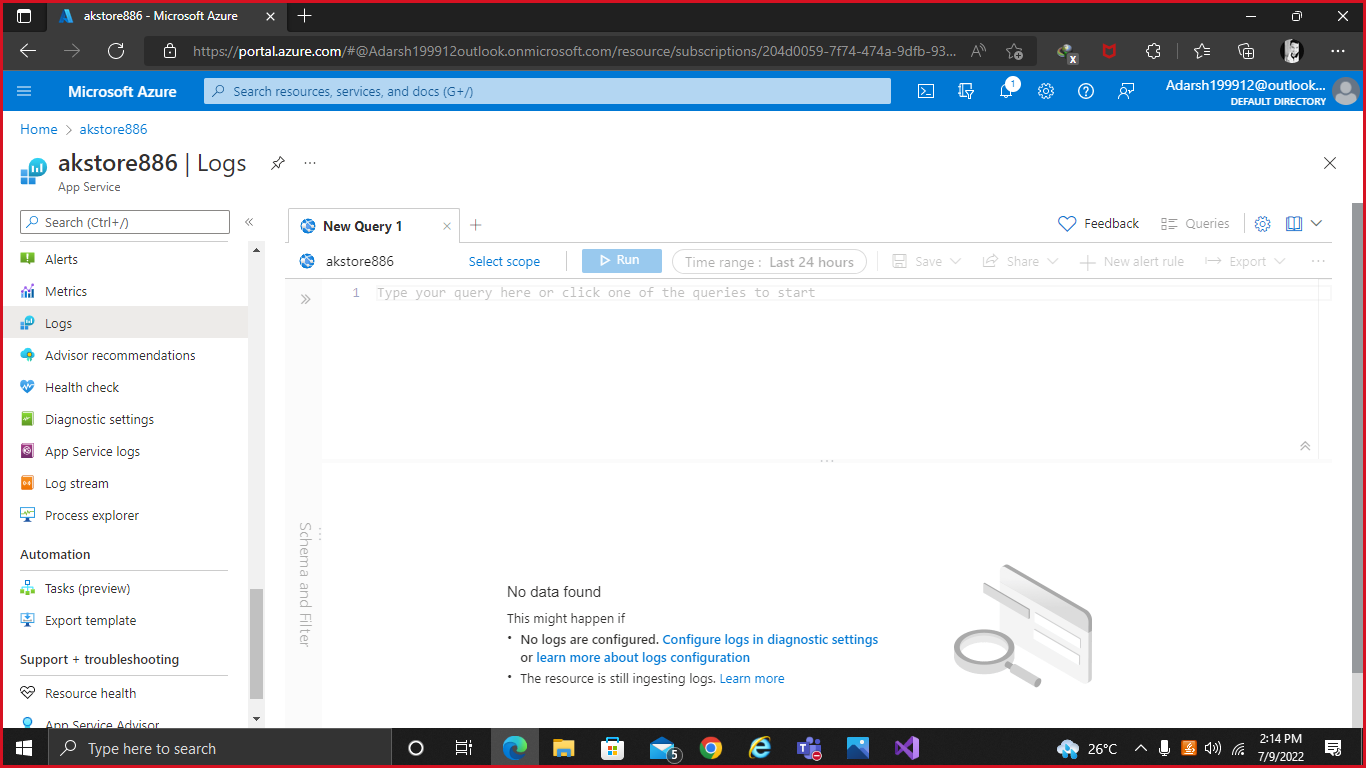 akstore886 - Microsoft Azure
https://portal.azure.com/#@Adarsh199912outlook.onmicrosoft.com/resource/subscriptions/204d0059-7f74-474a-9dfb-93...
Microsoft Azure
Search resources, services, and docs (G+/)
1
Adarsh199912@outlook...
DEFAULT DIRECTORY
Home > akstore886
akstore886 | Logs
App Service
Search (Ctrl+/)
Alerts
Metrics
Logs
Advisor recommendations
Health check
Diagnostic settings
App Service logs
Log stream
Process explorer
Automation
Tasks (preview)
Export template
Support + troubleshooting
Resource health
App Service Advisor
New Query 1
Feedback
Queries
akstore886
Select scope
Run
Time range : Last 24 hours
Save
Share
New alert rule
Export
1 Type your query here or click one of the queries to start
Schema and Filter
No data found
This might happen if
• No logs are configured. Configure logs in diagnostic settings
or learn more about logs configuration
• The resource is still ingesting logs. Learn more
Type here to search
5
26°C
2:14 PM
7/9/2022